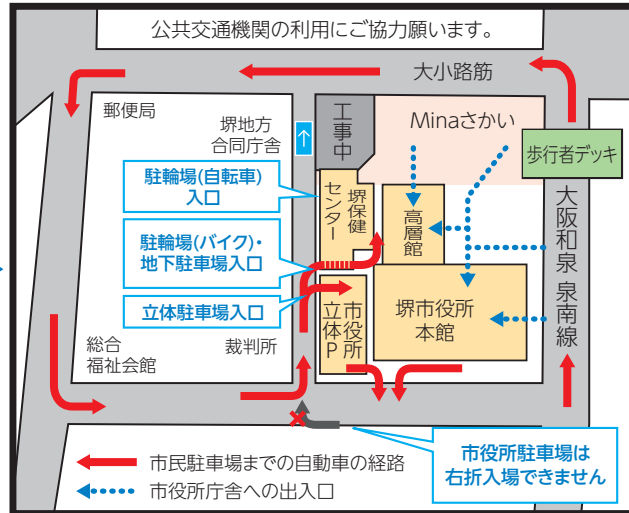 公共交通機関の利用にご協力願います。
大小路筋
郵便局
堺地方
合同庁舎
工事中
Minaさかい
歩行者デッキ
駐輪場(自転車)
入口
堺保健
センター
高層館
大阪和泉泉南線
駐輪場(バイク)・
地下駐車場入口
立体駐車場入口
市役所
立体P
堺市役所
本館
総合
福祉会館
裁判所
市民駐車場までの自動車の経路
市役所庁舎への出入口
市役所駐車場は
右折入場できません